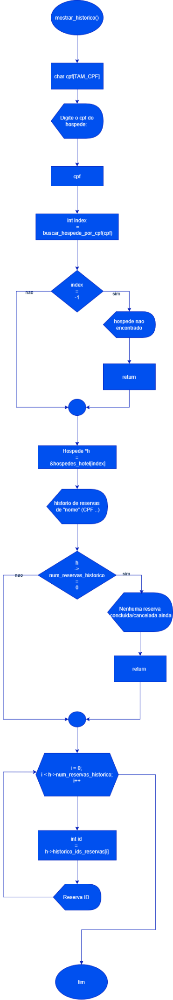 mostrar_historico()
char cpf[TAM_CPF]
Digite o cpf do
hospede:
cpf
int index
=
buscar_hospede_por_cpf(cpf)
index
=
-1
nao
sim
hospede nao
encontrado
return
Hospede *h
=
&hospedes_hotel[index]
histório de reservas
de "nome" (CPF ..)
h
->
num_reservas_historico
=
0
nao
sim
Nenhuma reserva
concluida/cancelada ainda
return
i = 0;
i < h->num_reservas_historico;
i++
int id
=
h->historico_ids_reservas[i]
Reserva ID
fim